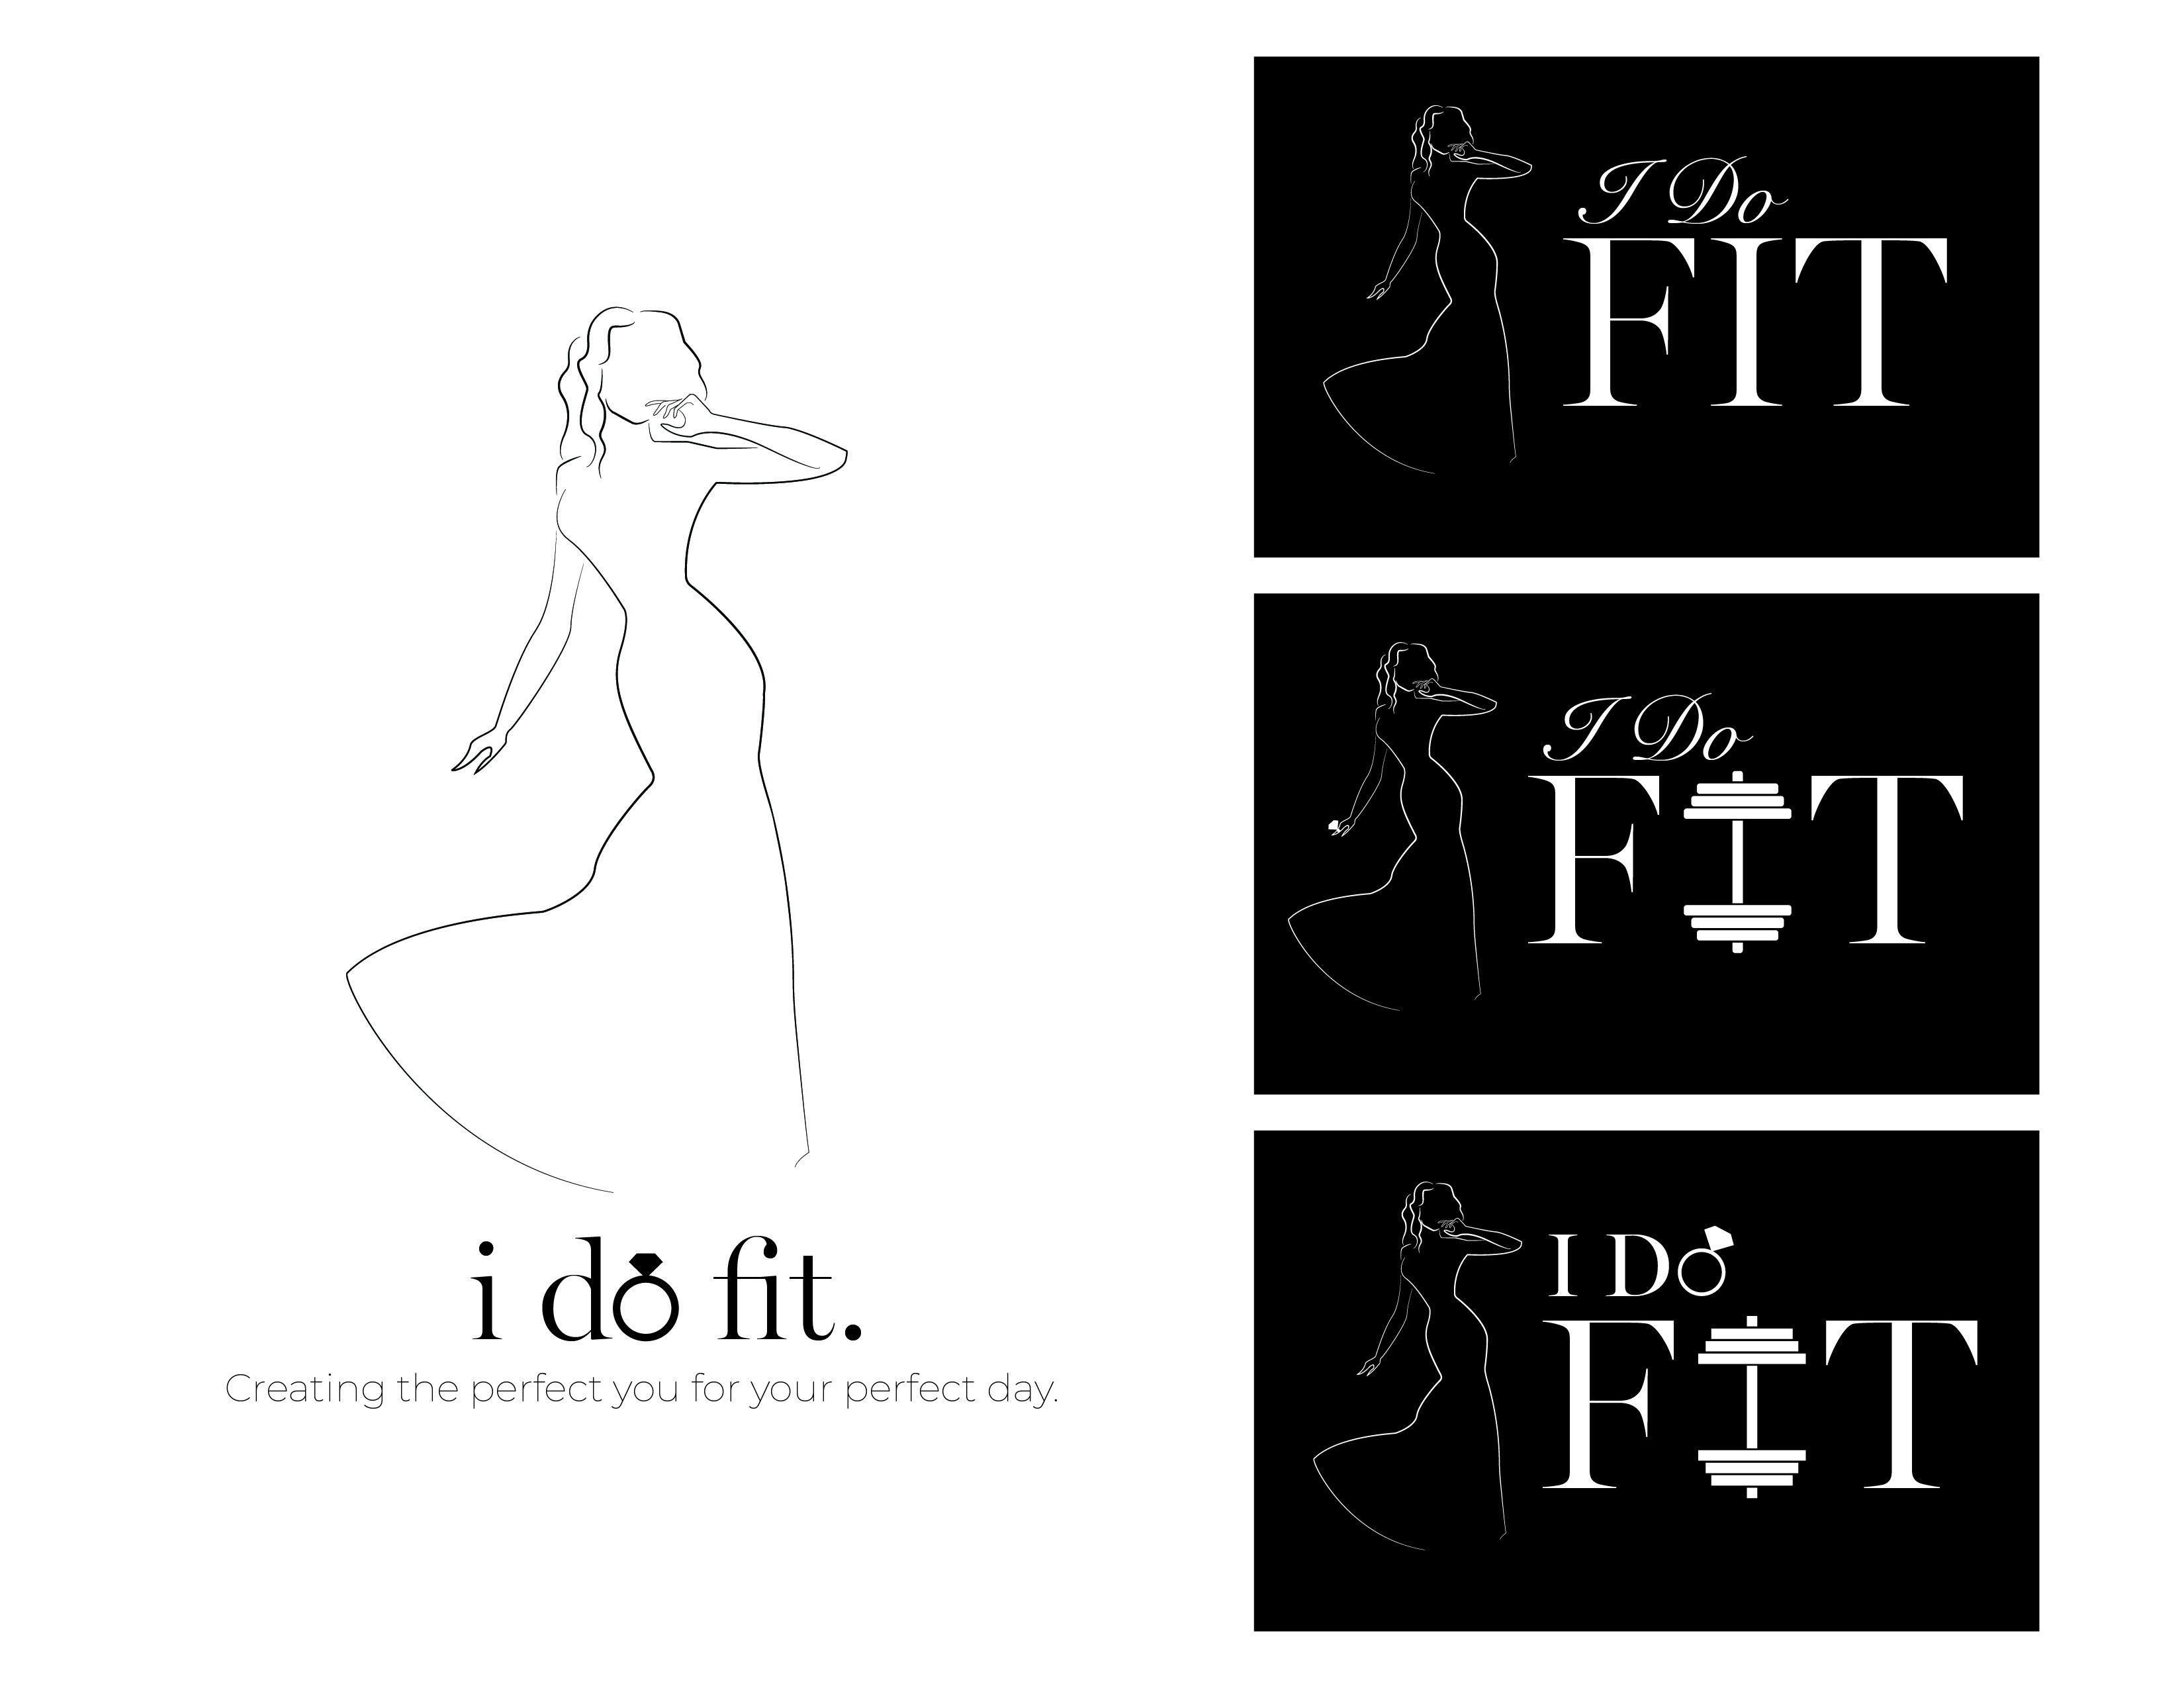 i do fit.
Creating the perfect you for your perfect day.
I Do
FIT
I Do
FIT
I DO
FIT